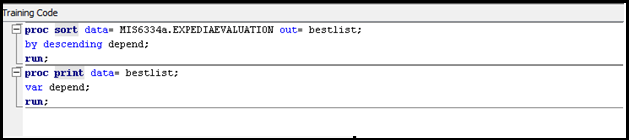 Training Code
proc sort data= MIS6334a.EXPEDIAEVALUATION out= bestlist;
by descending depend;
run;
proc print data= bestlist;
var depend;
run;